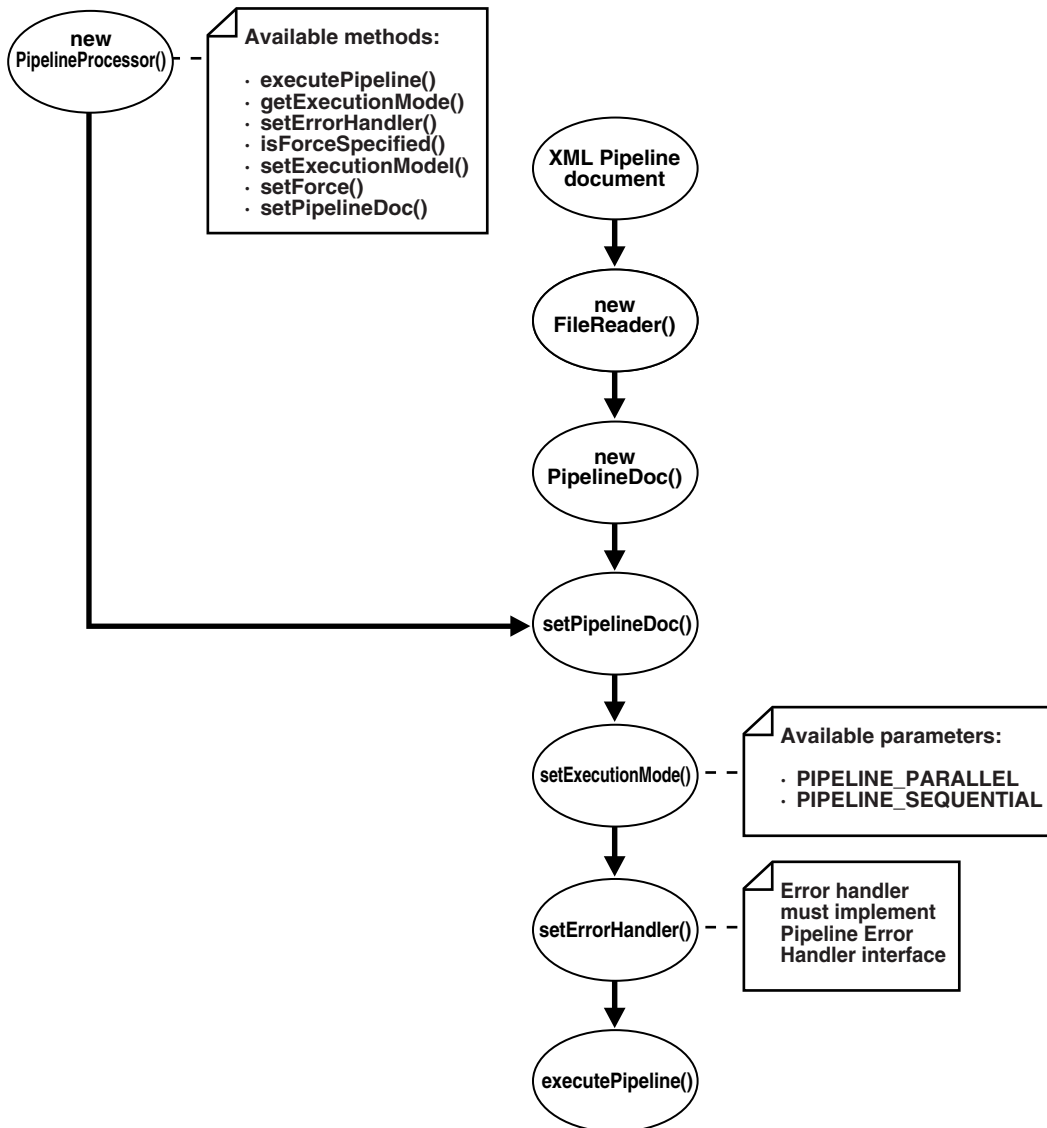 new
PipelineProcessor()
Available methods:
· executePipeline()
· getExecutionMode()
· setErrorHandler()
· isForceSpecified()
· setExecutionModel()
· setForce()
· setPipelineDoc()
XML Pipeline
document
new
FileReader()
new
PipelineDoc()
setPipelineDoc()
setExecutionMode()
Available parameters:
· PIPELINE_PARALLEL
· PIPELINE_SEQUENTIAL
setErrorHandler()
Error handler
must implement
Pipeline Error
Handler interface
executePipeline()